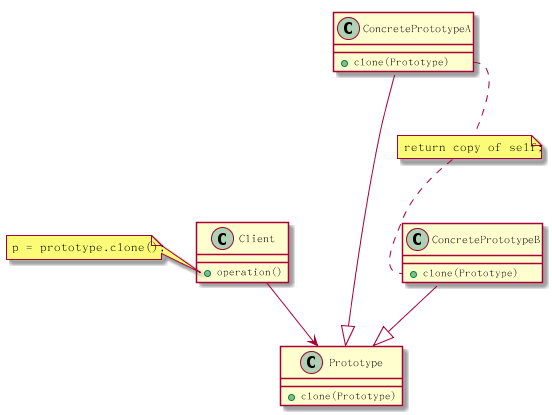 C ConcretePrototypeA
clone(Prototype)
return copy of self;
p = prototype.clone();
C Client
operation()
C ConcretePrototypeB
clone(Prototype)
C Prototype
clone(Prototype)